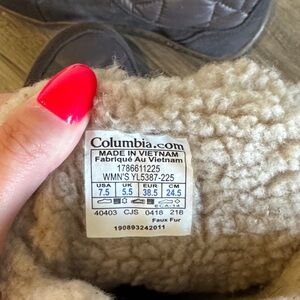 Columbia.com
MADE IN VIETNAM
Fabriqué Au Vietnam
1786611225
WMN'S YL5387-225
USA UK EUR CM
7.5 5.5 38.5 24.5
40403 CJS 0418 218
Faux Fur
190893242011